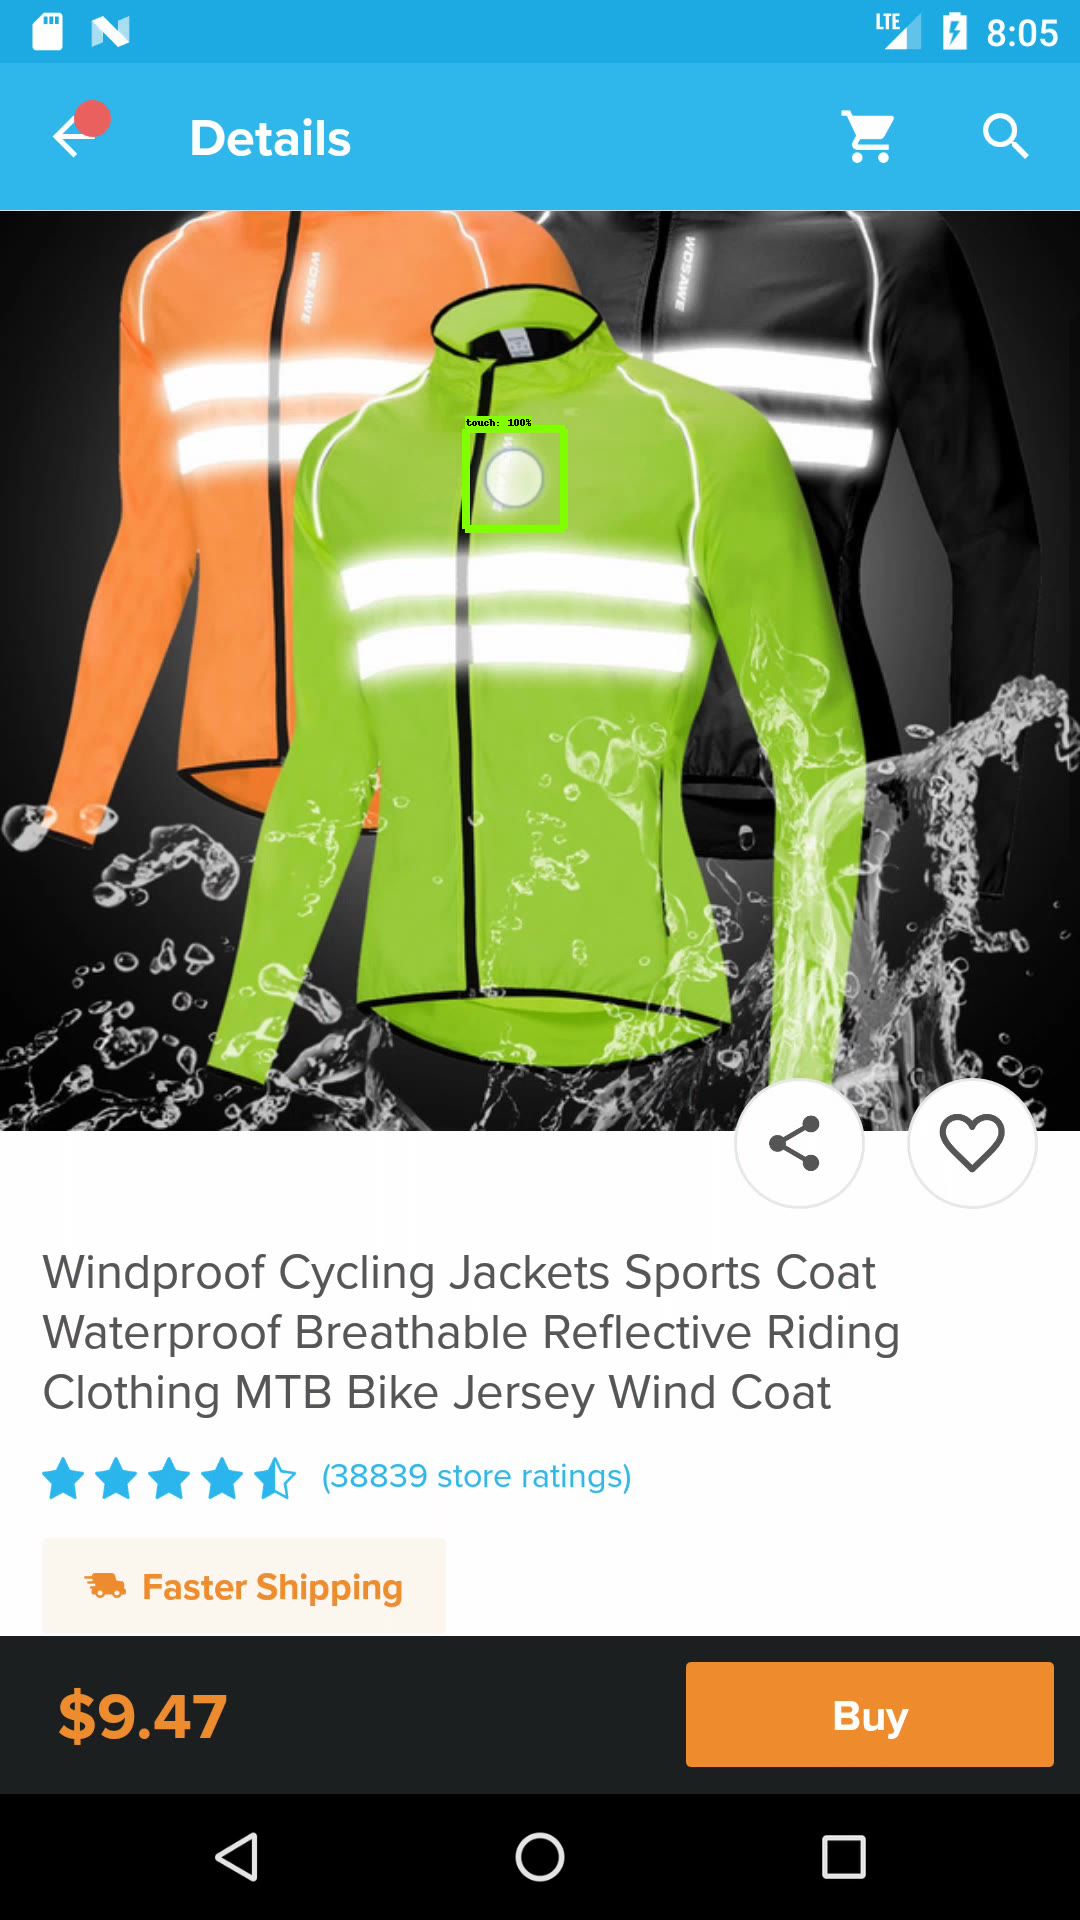 LTE 8:05
Details
WOSAWE
WOSAWE
touch: 100%
Windproof Cycling Jackets Sports Coat
Waterproof Breathable Reflective Riding
Clothing MTB Bike Jersey Wind Coat
(38839 store ratings)
Faster Shipping
$9.47
Buy